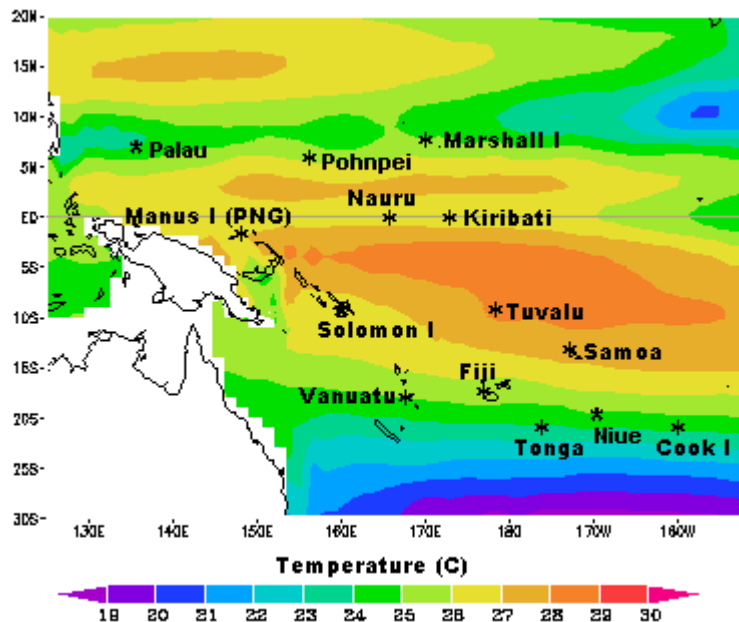 20N
15N
10N
5N
EQ
5S
10S
15S
20S
25S
30S
Marshall I
Palau
Pohnpei
Nauru
Manus I (PNG)
Kiribati
Tuvalu
Solomon I
Samoa
Fiji
Vanuatu
Niue
Tonga
Cook I
130E 140E 150E 160E 170E 180 170W 160W
Temperature (C)
19 20 21 22 23 24 25 26 27 28 29 30